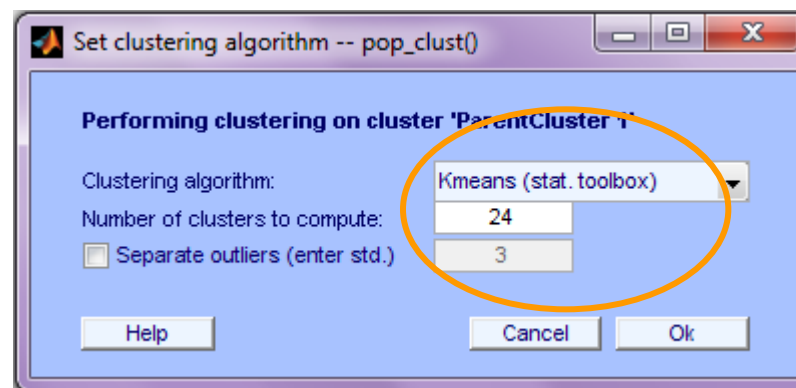 Set clustering algorithm -- pop_clust()
Performing clustering on cluster 'ParentCluster 1'
Clustering algorithm: Kmeans (stat. toolbox)
Number of clusters to compute: 24
Separate outliers (enter std.) 3
Help Cancel Ok